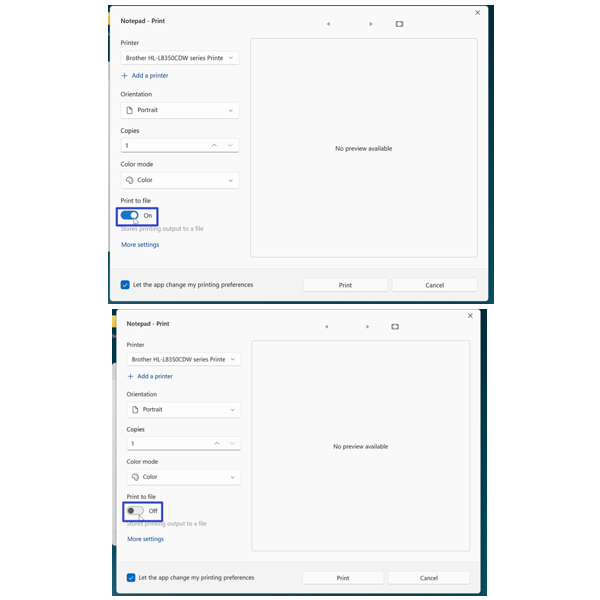 Notepad - Print
Printer
Brother HL-L8350CDW series Printe
+ Add a printer
Orientation
Portrait
Copies
1
Color mode
Color
Print to file
On
Stores printing output to a file
More settings
No preview available
Let the app change my printing preferences
Print
Cancel
Notepad - Print
Printer
Brother HL-L8350CDW series Printe
+ Add a printer
Orientation
Portrait
Copies
1
Color mode
Color
Print to file
Off
Stores printing output to a file
More settings
No preview available
Let the app change my printing preferences
Print
Cancel